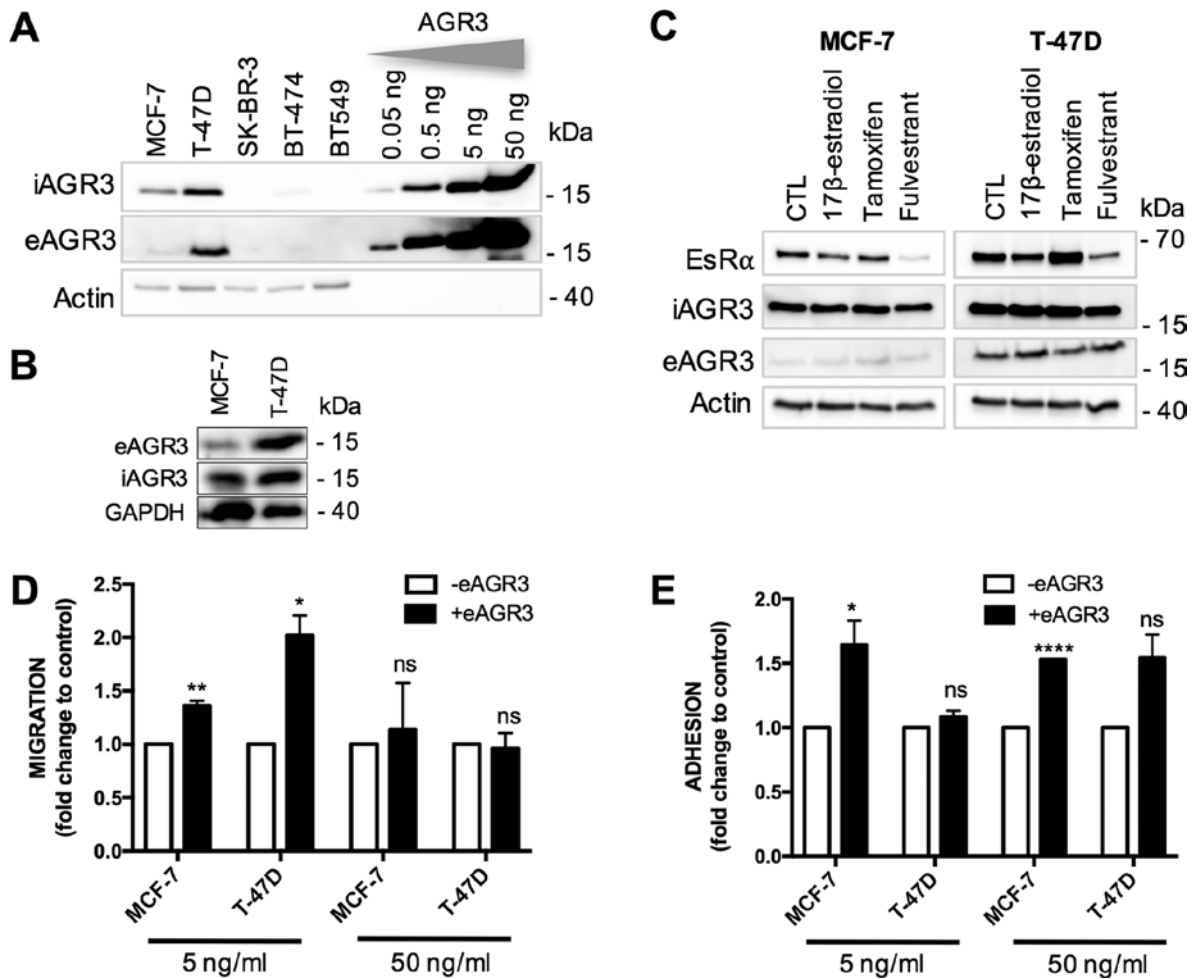 A
AGR3
MCF-7
T-47D
SK-BR-3
BT-474
BT549
0.05 ng
0.5 ng
5 ng
50 ng
kDa
iAGR3
- 15
eAGR3
- 15
Actin
- 40
B
MCF-7
T-47D
kDa
eAGR3
- 15
iAGR3
- 15
GAPDH
- 40
C
MCF-7
T-47D
CTL
17β-estradiol
Tamoxifen
Fulvestrant
CTL
17β-estradiol
Tamoxifen
Fulvestrant
kDa
- 70
EsRα
iAGR3
- 15
eAGR3
- 15
Actin
- 40
D
MIGRATION
(fold change to control)
2.5
2.0
1.5
1.0
0.5
0.0
-eAGR3
+eAGR3
**
*
ns
ns
MCF-7
T-47D
MCF-7
T-47D
5 ng/ml
50 ng/ml
E
ADHESION
(fold change to control)
2.0
1.5
1.0
0.5
0.0
-eAGR3
+eAGR3
*
ns
****
ns
MCF-7
T-47D
MCF-7
T-47D
5 ng/ml
50 ng/ml